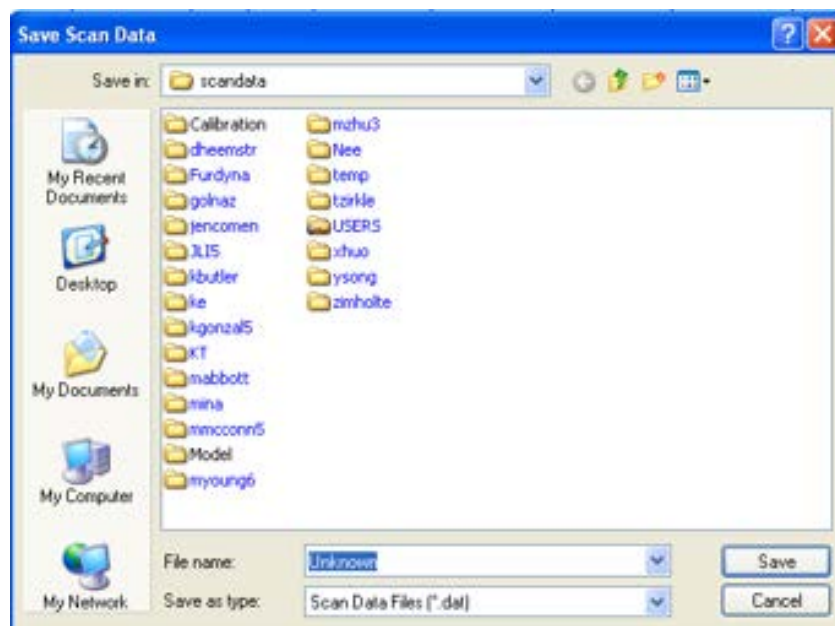 Save Scan Data
Save in:
scandata
My Recent
Documents
Desktop
My Documents
My Computer
My Network
Calibration
dheemstr
Furdyna
golnaz
jencomen
JLI5
kbutler
ke
kgonzal5
KT
mabbott
mina
mmcconn5
Model
myoung6
mzhu3
Nee
temp
tzirkle
USERS
xhuo
ysong
zimholte
File name:
Unknown
Save
Save as type:
Scan Data Files (*.dat)
Cancel